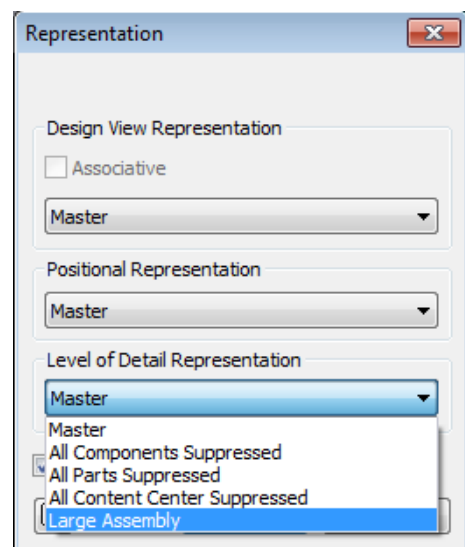 Representation
Design View Representation
Associative
Master
Positional Representation
Master
Level of Detail Representation
Master
Master
All Components Suppressed
All Parts Suppressed
All Content Center Suppressed
Large Assembly